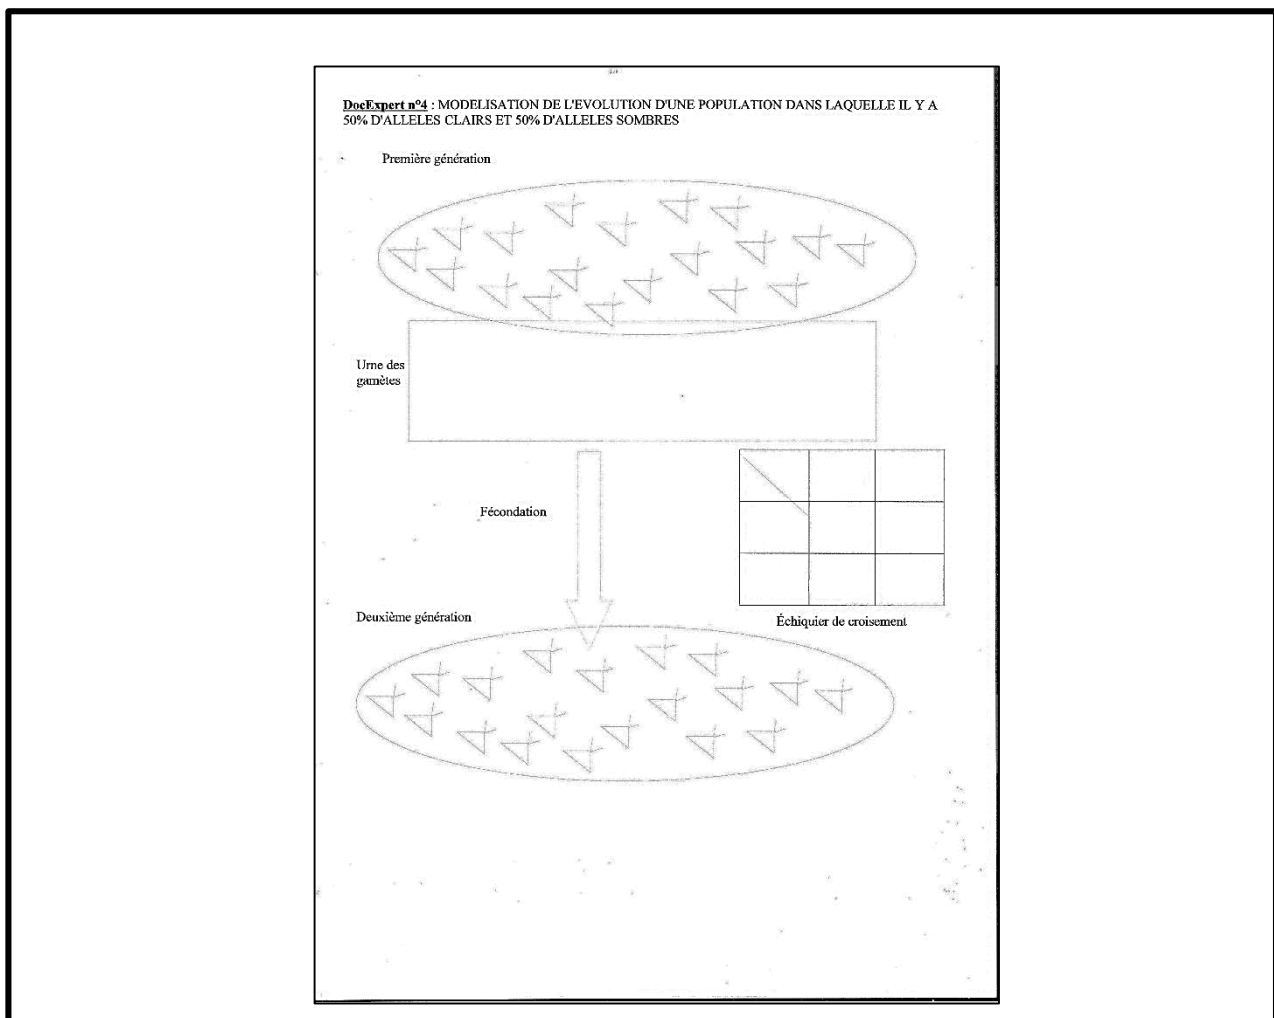 DocExpert n°4 : MODELISATION DE L'EVOLUTION D'UNE POPULATION DANS LAQUELLE IL Y A
50% D'ALLELES CLAIRS ET 50% D'ALLELES SOMBRES
Première génération
Urne des
gamètes
Fécondation
Deuxième génération
Échiquier de croisement